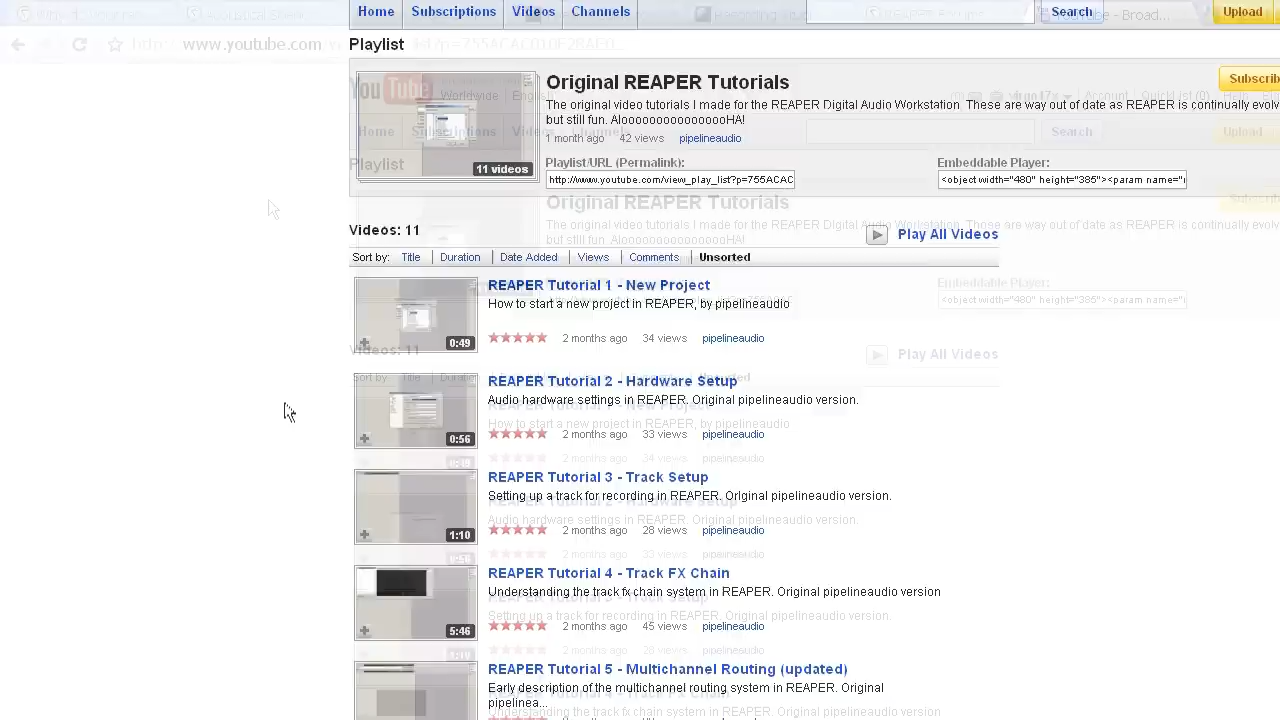 Home Subscriptions Videos Channels Search Upload
www.youtube.com
Playlist
Original REAPER Tutorials
The original video tutorials I made for the REAPER Digital Audio Workstation. These are way out of date as REAPER is continually evolv
but still fun. AloooooooooooooooHA!
11 videos
1 month ago 42 views pipelineaudio
Playlist/URL (Permalink): Embeddable Player:
http://www.youtube.com/view_play_list?p=755ACAC <object width="480" height="385"><param name="
Videos: 11
Play All Videos
Sort by: Title Duration Date Added Views Comments Unsorted
REAPER Tutorial 1 - New Project
How to start a new project in REAPER, by pipelineaudio
0:49 2 months ago 34 views pipelineaudio
REAPER Tutorial 2 - Hardware Setup
Audio hardware settings in REAPER. Original pipelineaudio version.
0:56 2 months ago 33 views pipelineaudio
REAPER Tutorial 3 - Track Setup
Setting up a track for recording in REAPER. Original pipelineaudio version.
1:10 2 months ago 28 views pipelineaudio
REAPER Tutorial 4 - Track FX Chain
Understanding the track fx chain system in REAPER. Original pipelineaudio version
5:46 2 months ago 45 views pipelineaudio
REAPER Tutorial 5 - Multichannel Routing (updated)
Early description of the multichannel routing system in REAPER. Original
pipelinea...